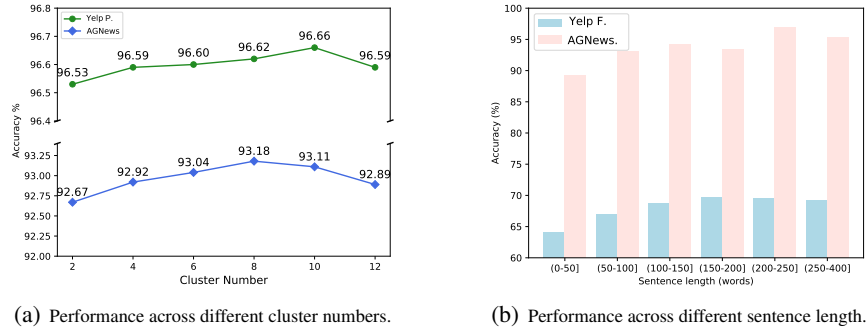 96.8
96.7
96.6
96.5
96.4
93.25
93.00
92.75
92.50
92.25
92.00
Accuracy %
Yelp P.
AGNews
96.53
96.59
96.60
96.62
96.66
96.59
92.67
92.92
93.04
93.18
93.11
92.89
2 4 6 8 10 12
Cluster Number
(a) Performance across different cluster numbers.
100
95
90
85
80
75
70
65
60
Accuracy (%)
Yelp F.
AGNews.
(0-50] (50-100] (100-150] (150-200] (200-250] (250-400]
Sentence length (words)
(b) Performance across different sentence length.